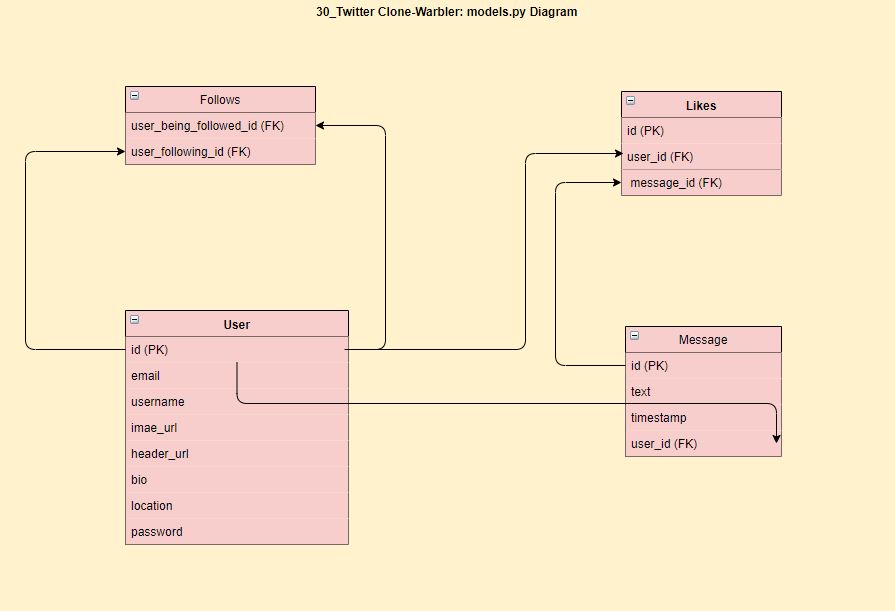 30_Twitter Clone-Warbler: models.py Diagram
Follows
user_being_followed_id (FK)
user_following_id (FK)
Likes
id (PK)
user_id (FK)
message_id (FK)
User
id (PK)
email
username
imae_url
header_url
bio
location
password
Message
id (PK)
text
timestamp
user_id (FK)